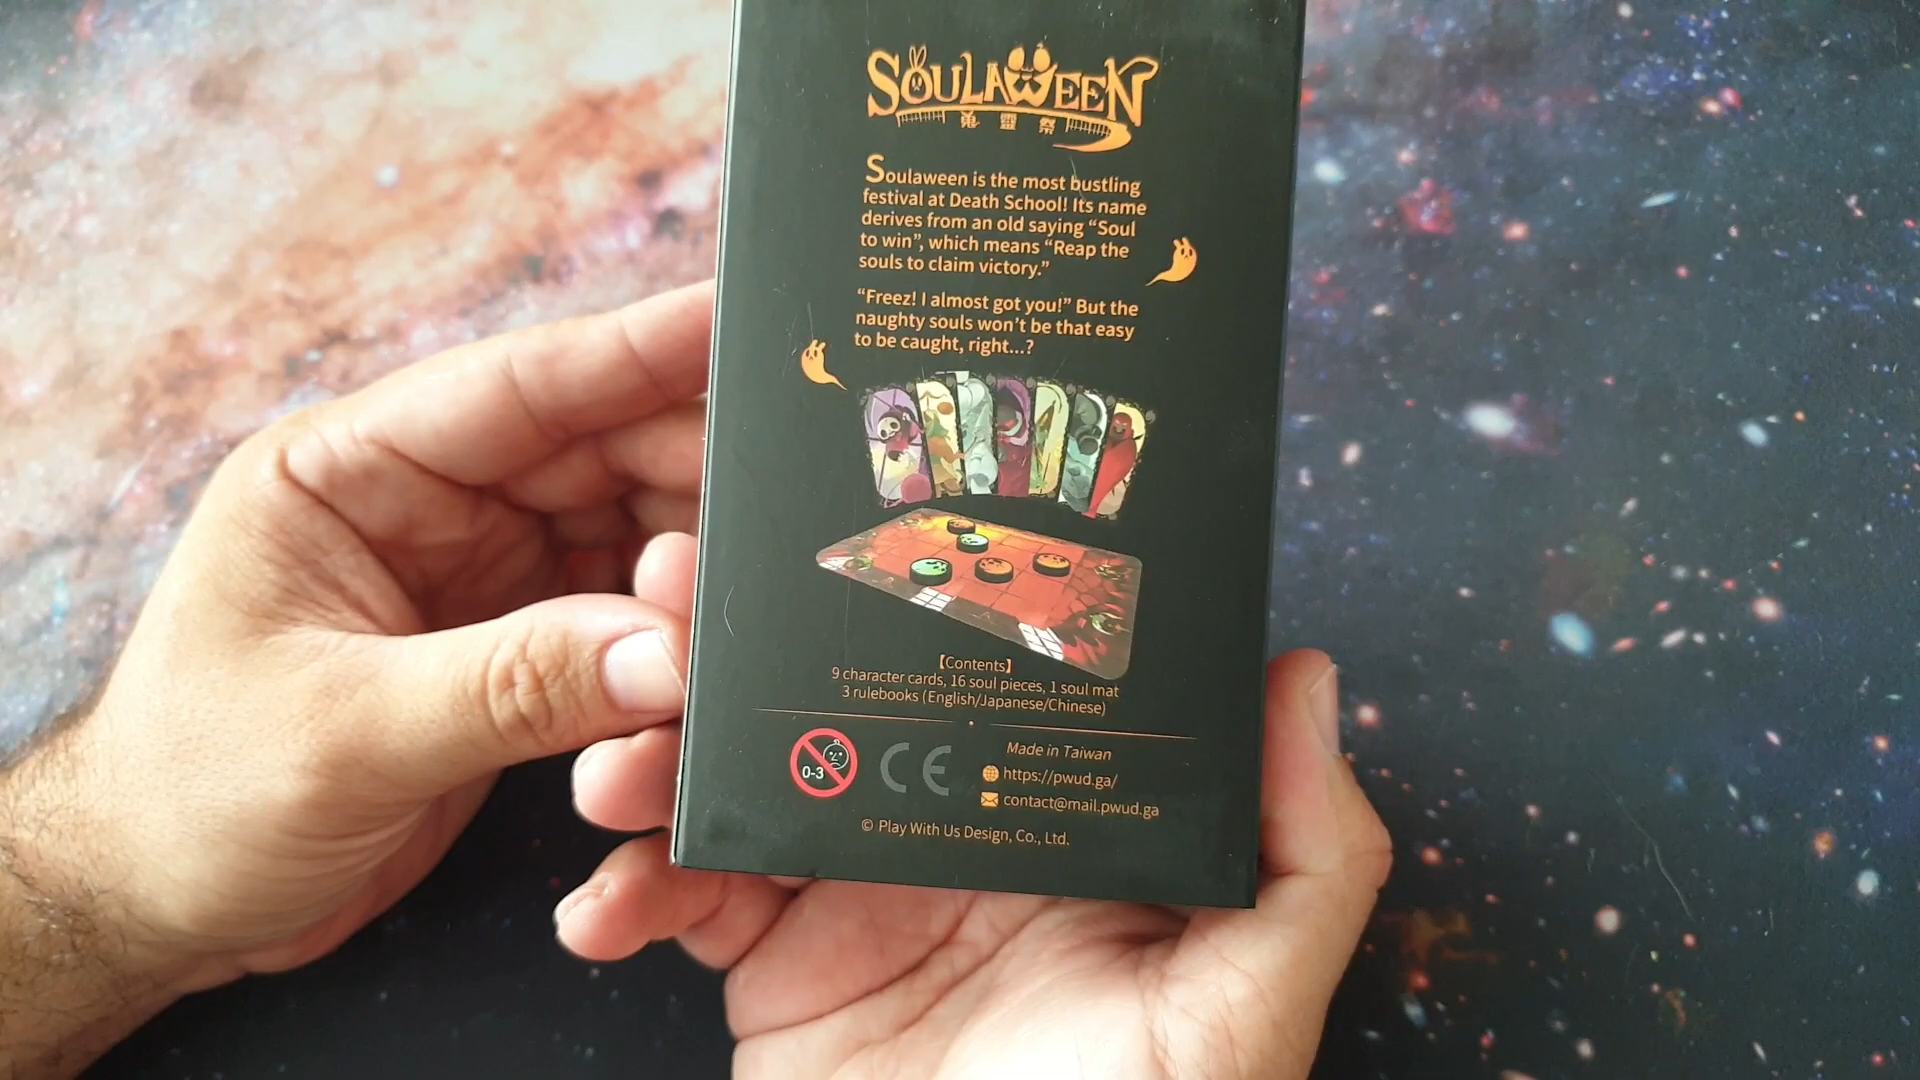 SOULAWEEN
鬼靈祭
Soulaween is the most bustling
festival at Death School! Its name
derives from an old saying “Soul
to win”, which means “Reap the
souls to claim victory.”
“Freez! I almost got you!” But the
naughty souls won’t be that easy
to be caught, right...?
【Contents】
9 character cards, 16 soul pieces, 1 soul mat
3 rulebooks (English/Japanese/Chinese)
0-3
CE
Made in Taiwan
https://pwud.ga/
contact@mail.pwud.ga
© Play With Us Design, Co., Ltd.